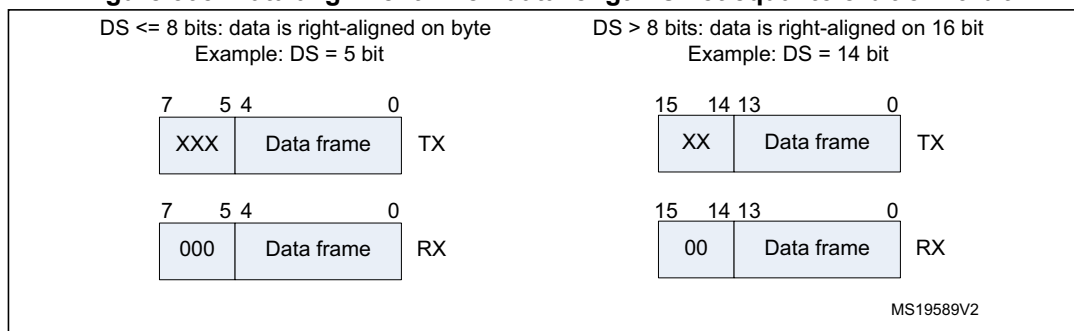 DS <= 8 bits: data is right-aligned on byte
Example: DS = 5 bit
7 5 4 0
XXX Data frame TX
7 5 4 0
000 Data frame RX
DS > 8 bits: data is right-aligned on 16 bit
Example: DS = 14 bit
15 14 13 0
XX Data frame TX
15 14 13 0
00 Data frame RX
MS19589V2